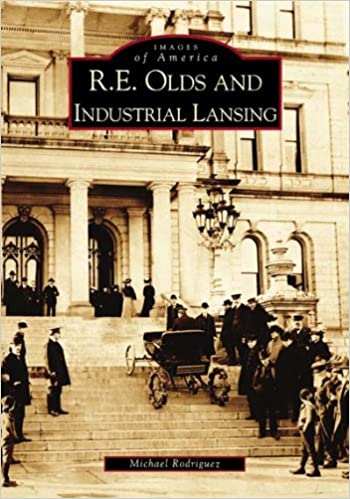 IMAGES
of America
R.E. OLDS AND
INDUSTRIAL LANSING
Michael Rodriguez